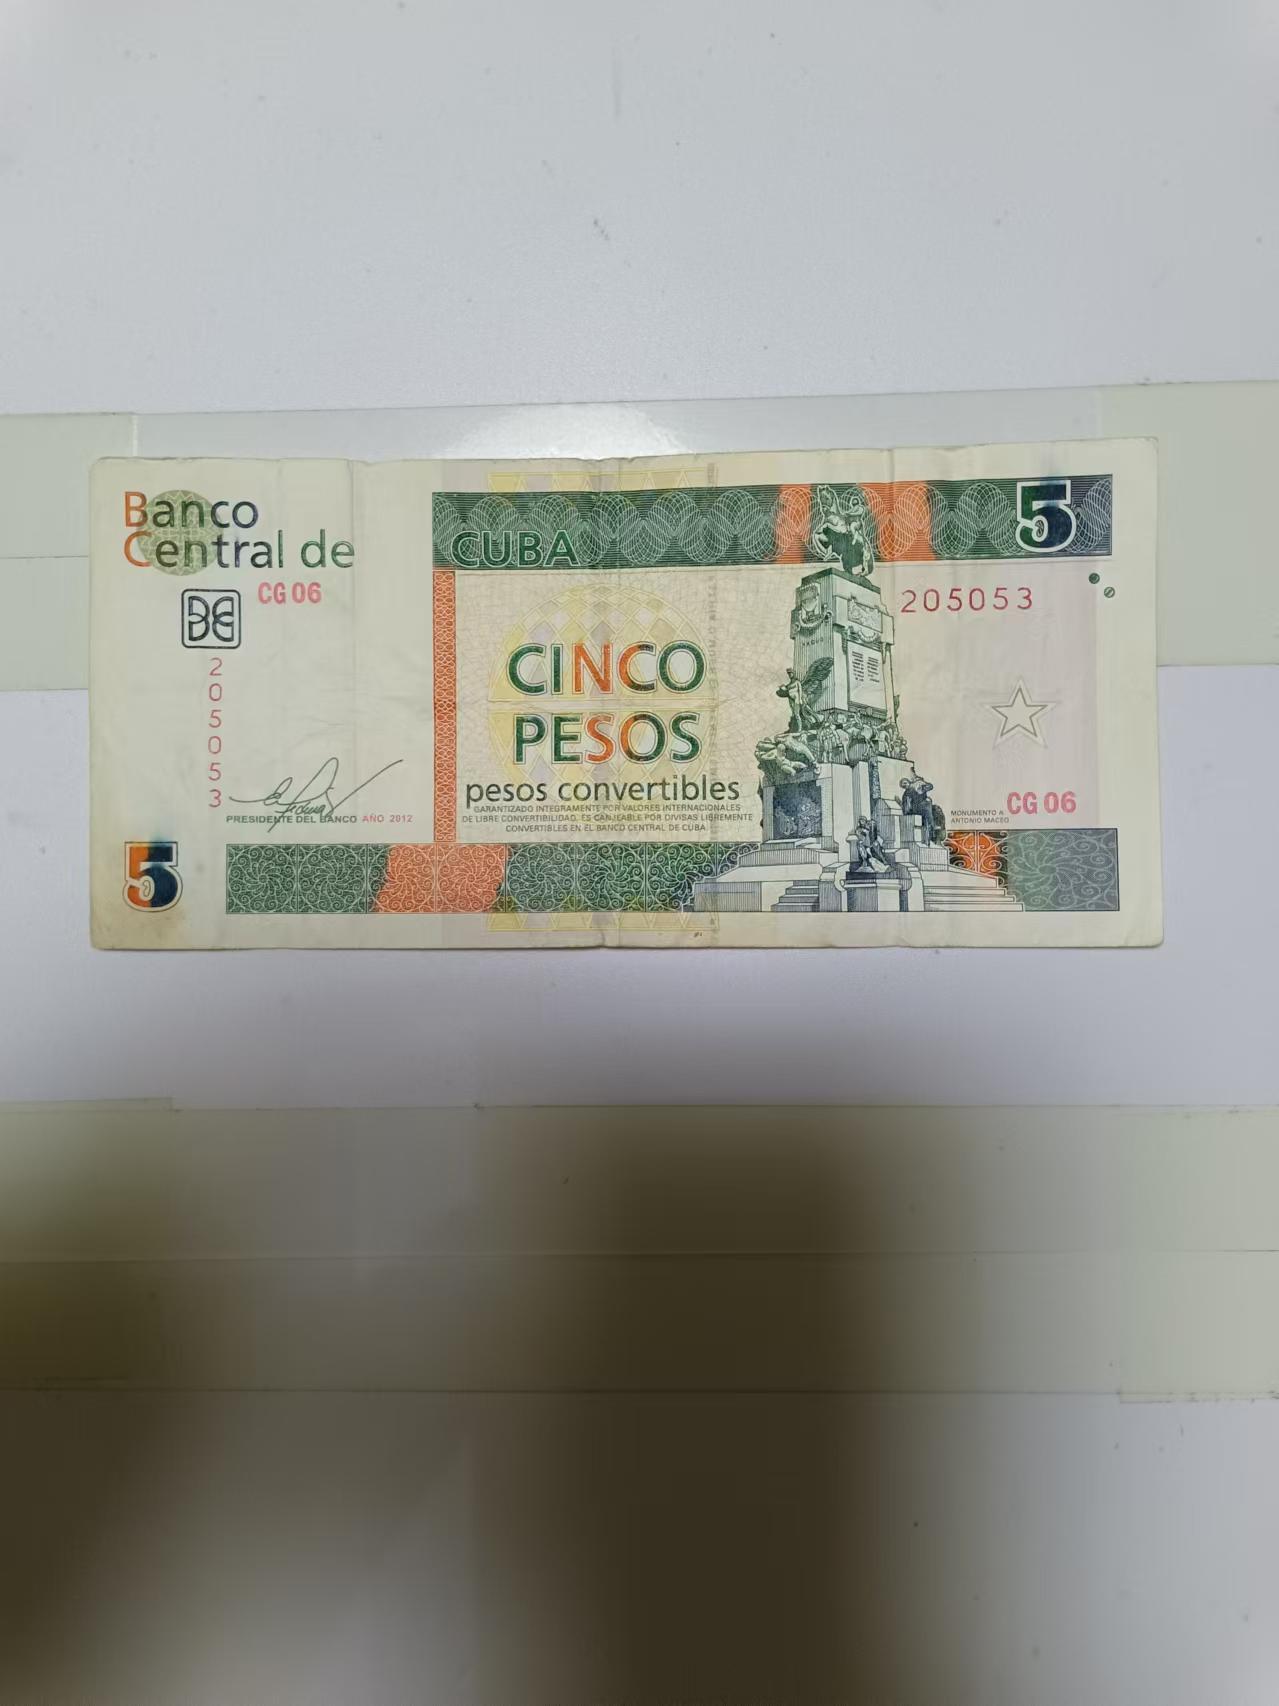 Banco
Central de
CUBA
5
CG 06
205053
CINCO
PESOS
pesos convertibles
GARANTIZADO INTEGRAMENTE POR VALORES INTERNACIONALES
DE LIBRE CONVERTIBILIDAD. ES CANJEABLE POR DIVISAS LIBREMENTE
CONVERTIBLES EN EL BANCO CENTRAL DE CUBA
2
0
5
0
5
3
PRESIDENTE DEL BANCO AÑO 2012
MONUMENTO A
ANTONIO MACEO
CG 06
5